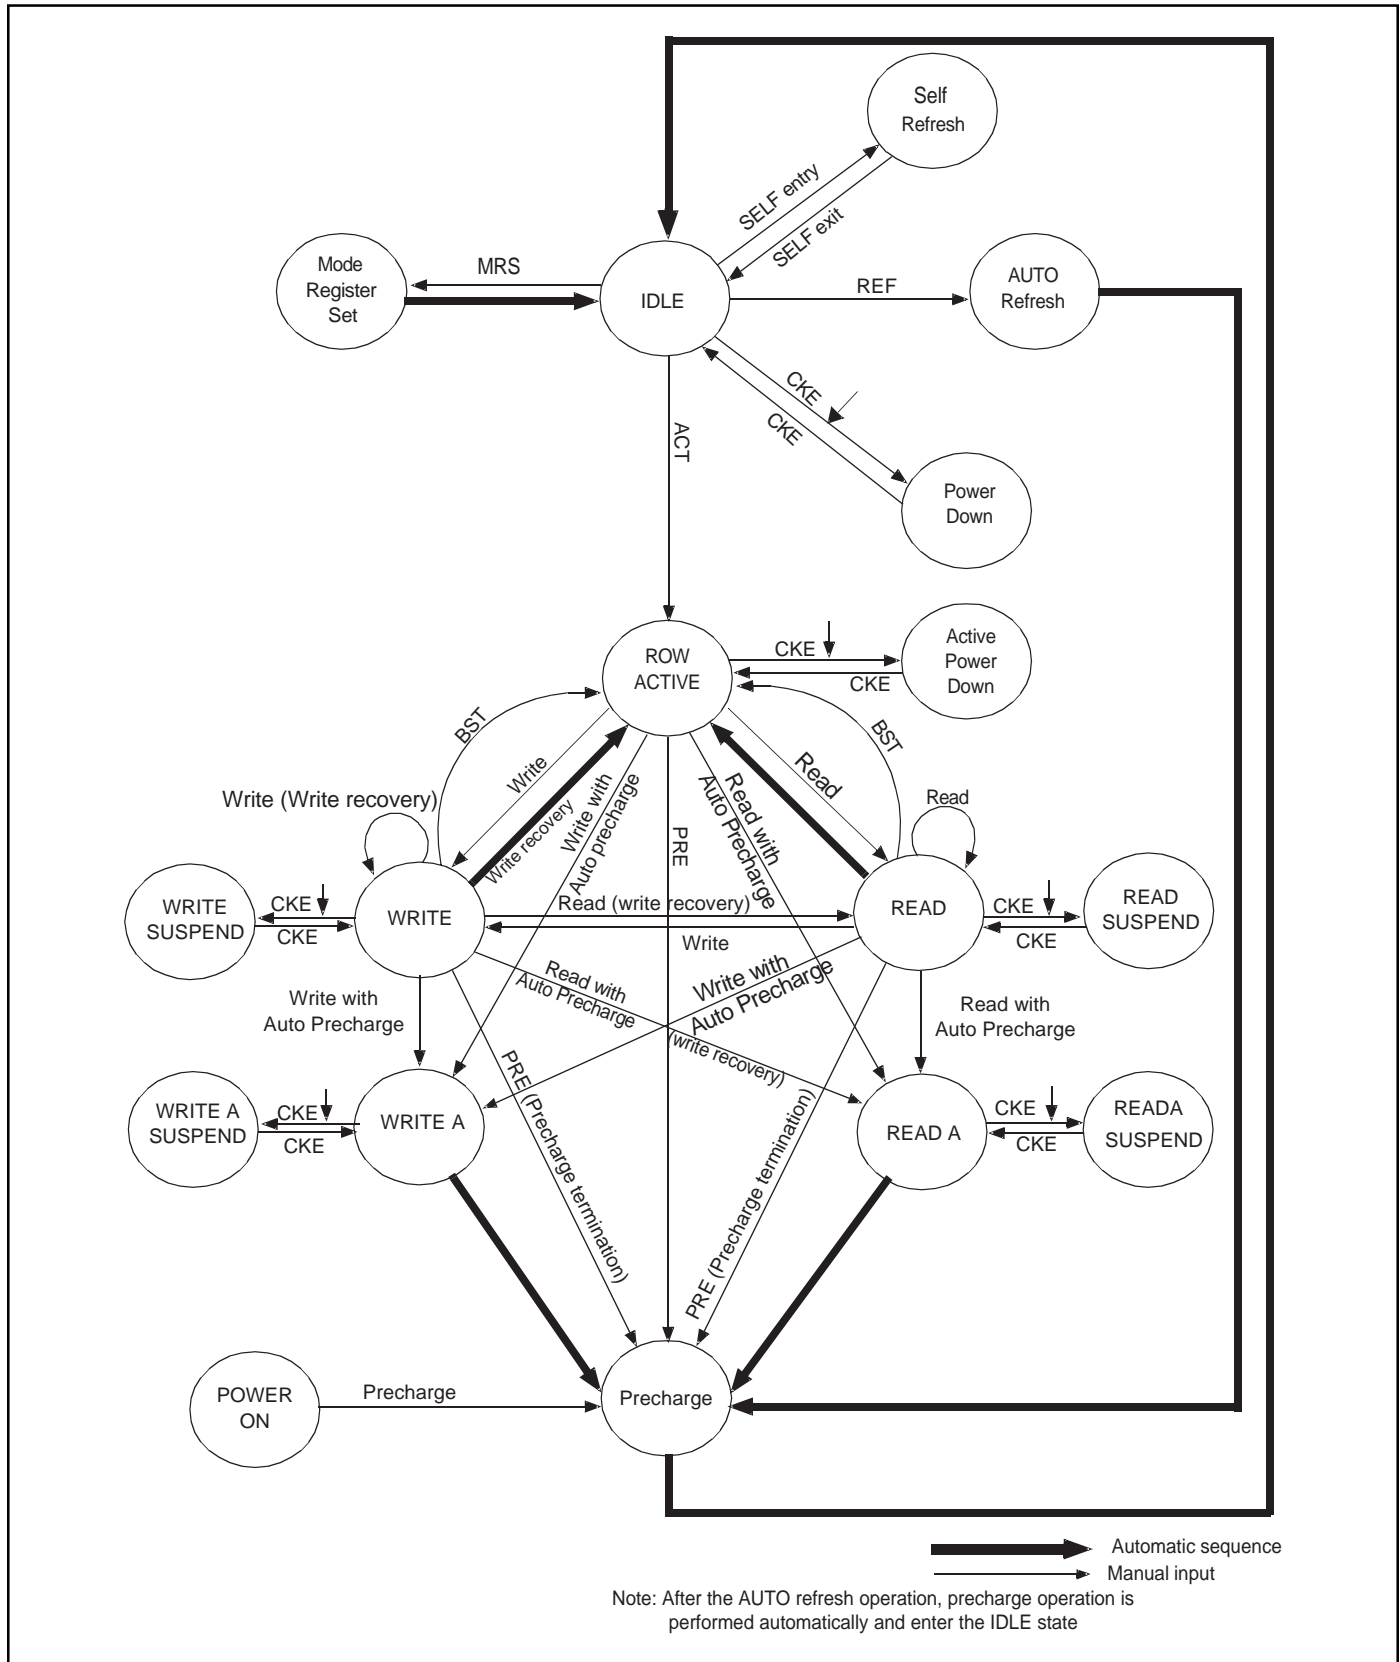 Self
Refresh
SELF entry
SELF exit
Mode
Register
Set
MRS
IDLE
REF
AUTO
Refresh
CKE
CKE
ACT
Power
Down
ROW
ACTIVE
CKE
CKE
Active
Power
Down
BST
BST
Write
Write recovery
Write with
Auto precharge
PRE
Read with
Auto Precharge
Read
Write (Write recovery)
Read
WRITE
SUSPEND
CKE
CKE
WRITE
Read (write recovery)
Write
READ
CKE
CKE
READ
SUSPEND
Write with
Auto Precharge
Read with
Auto Precharge
(write recovery)
Write with
Auto Precharge
Read with
Auto Precharge
WRITE A
SUSPEND
CKE
CKE
WRITE A
PRE (Precharge termination)
PRE (Precharge termination)
READ A
CKE
CKE
READA
SUSPEND
POWER
ON
Precharge
Precharge
Automatic sequence
Manual input
Note: After the AUTO refresh operation, precharge operation is
performed automatically and enter the IDLE state